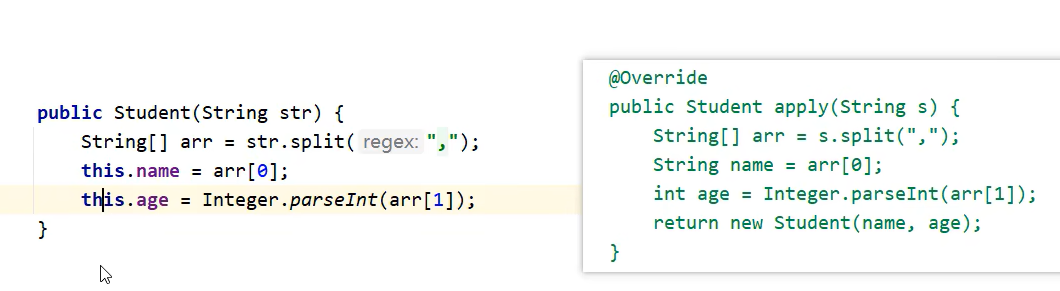 public Student(String str) {
String[] arr = str.split( regex: ",");
this.name = arr[0];
this.age = Integer.parseInt(arr[1]);
}
@Override
public Student apply(String s) {
String[] arr = s.split(",");
String name = arr[0];
int age = Integer.parseInt(arr[1]);
return new Student(name, age);
}